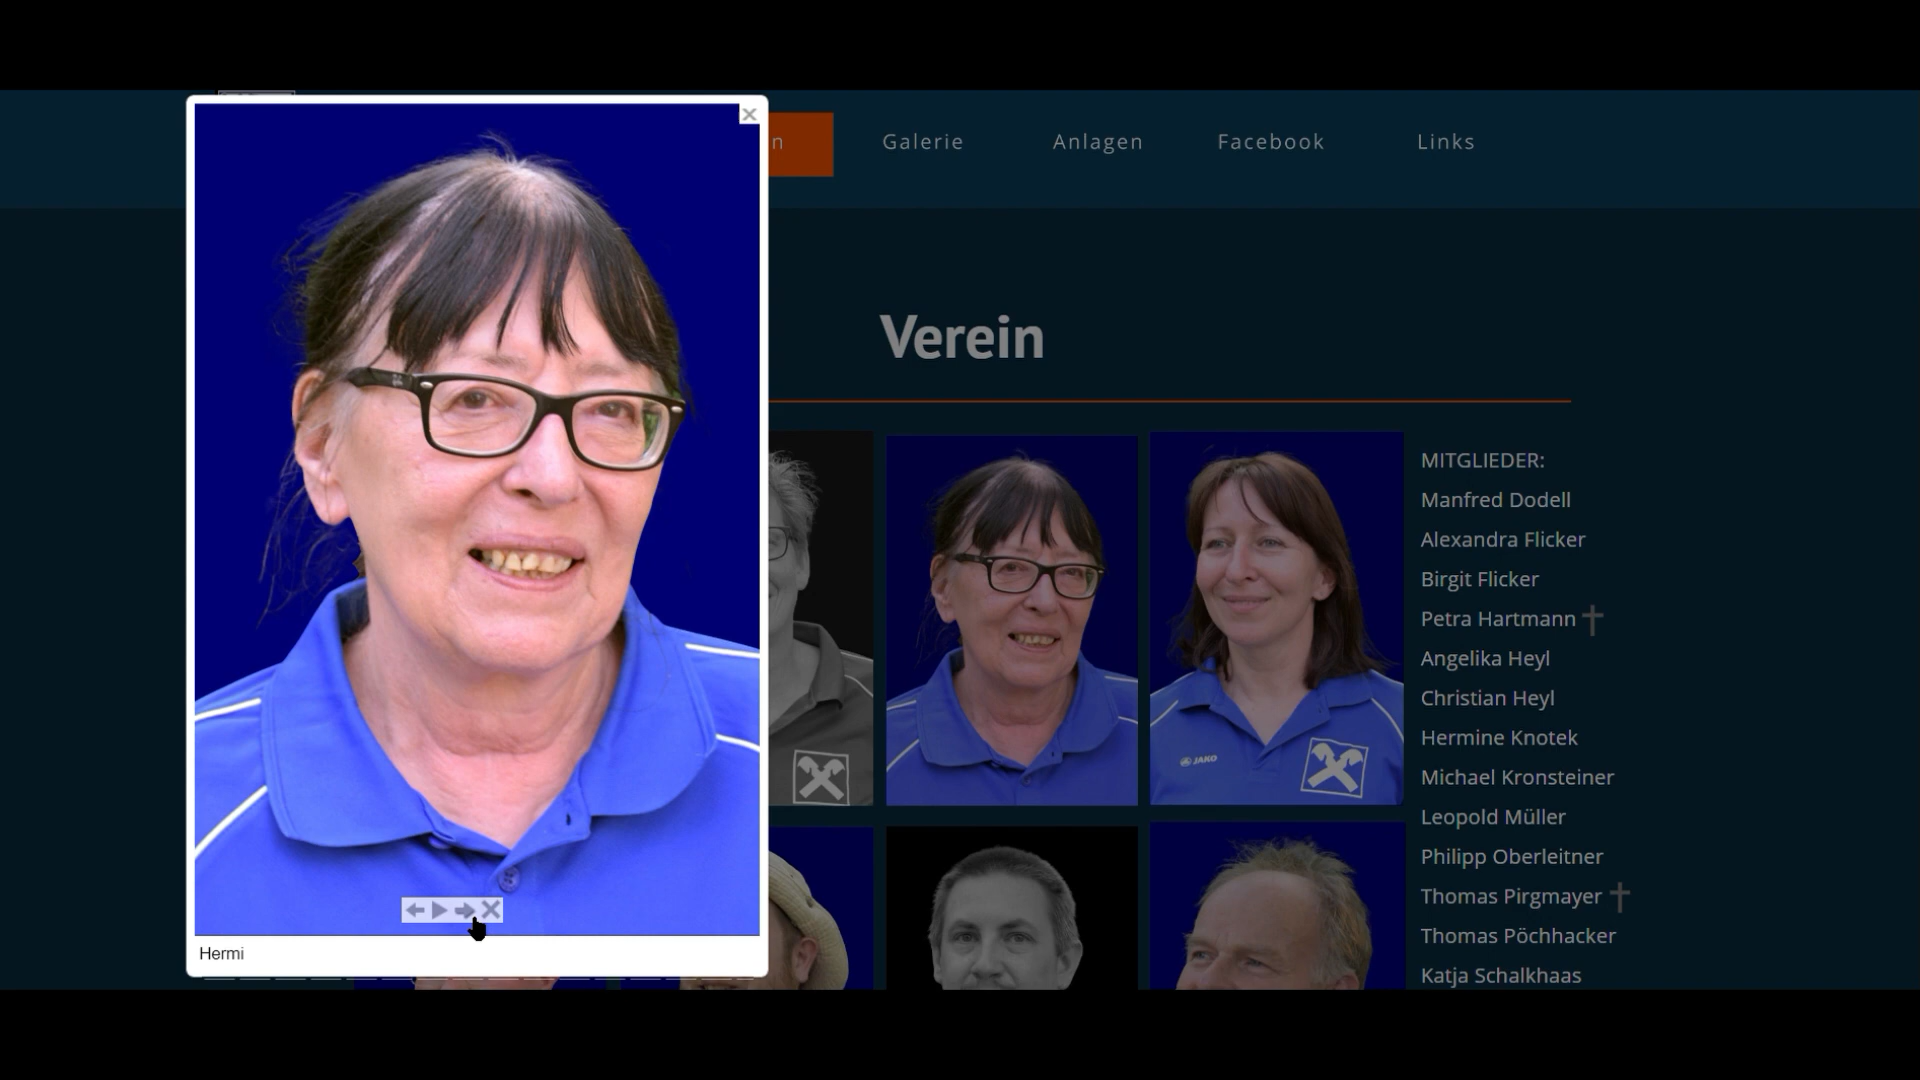 n
Galerie
Anlagen
Facebook
Links
Verein
MITGLIEDER:
Manfred Dodell
Alexandra Flicker
Birgit Flicker
Petra Hartmann
Angelika Heyl
Christian Heyl
Hermine Knotek
Michael Kronsteiner
Leopold Müller
Philipp Oberleitner
Thomas Pirgmayer
Thomas Pöchhacker
Katja Schalkhaas
JAKO
Hermi